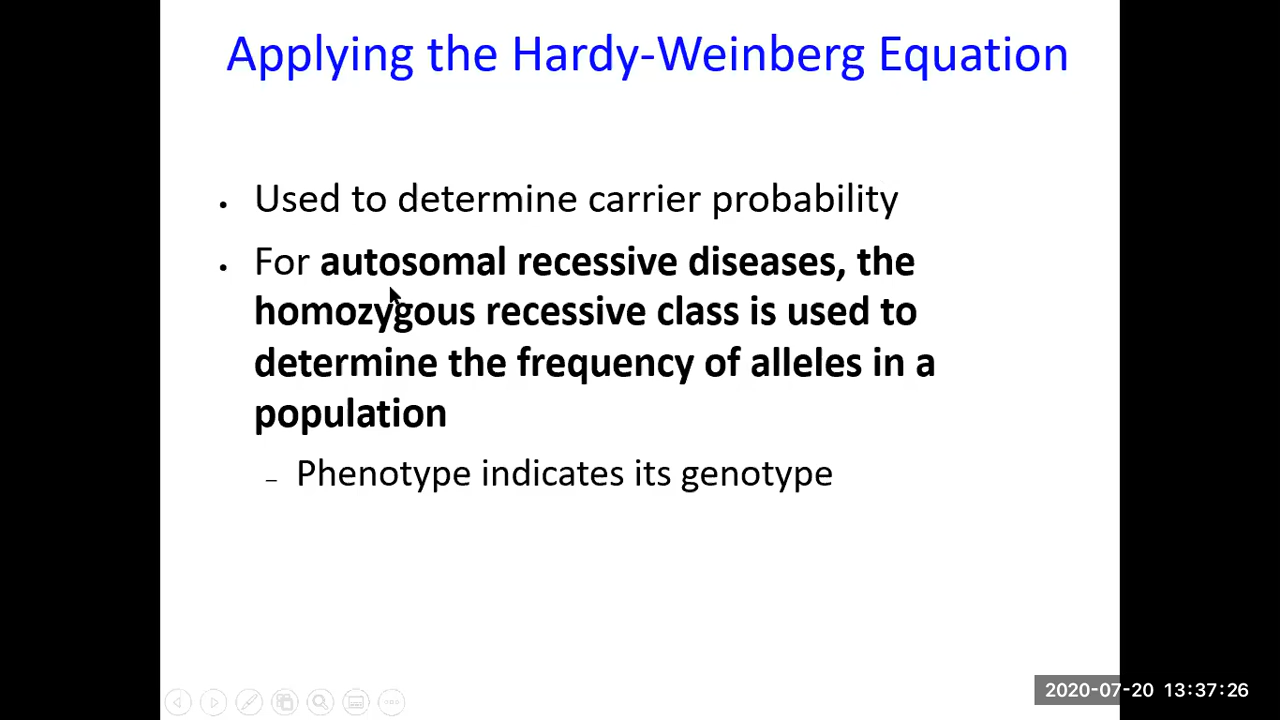 Applying the Hardy-Weinberg Equation
• Used to determine carrier probability
• For autosomal recessive diseases, the
homozygous recessive class is used to
determine the frequency of alleles in a
population
– Phenotype indicates its genotype
2020-07-20 13:37:26